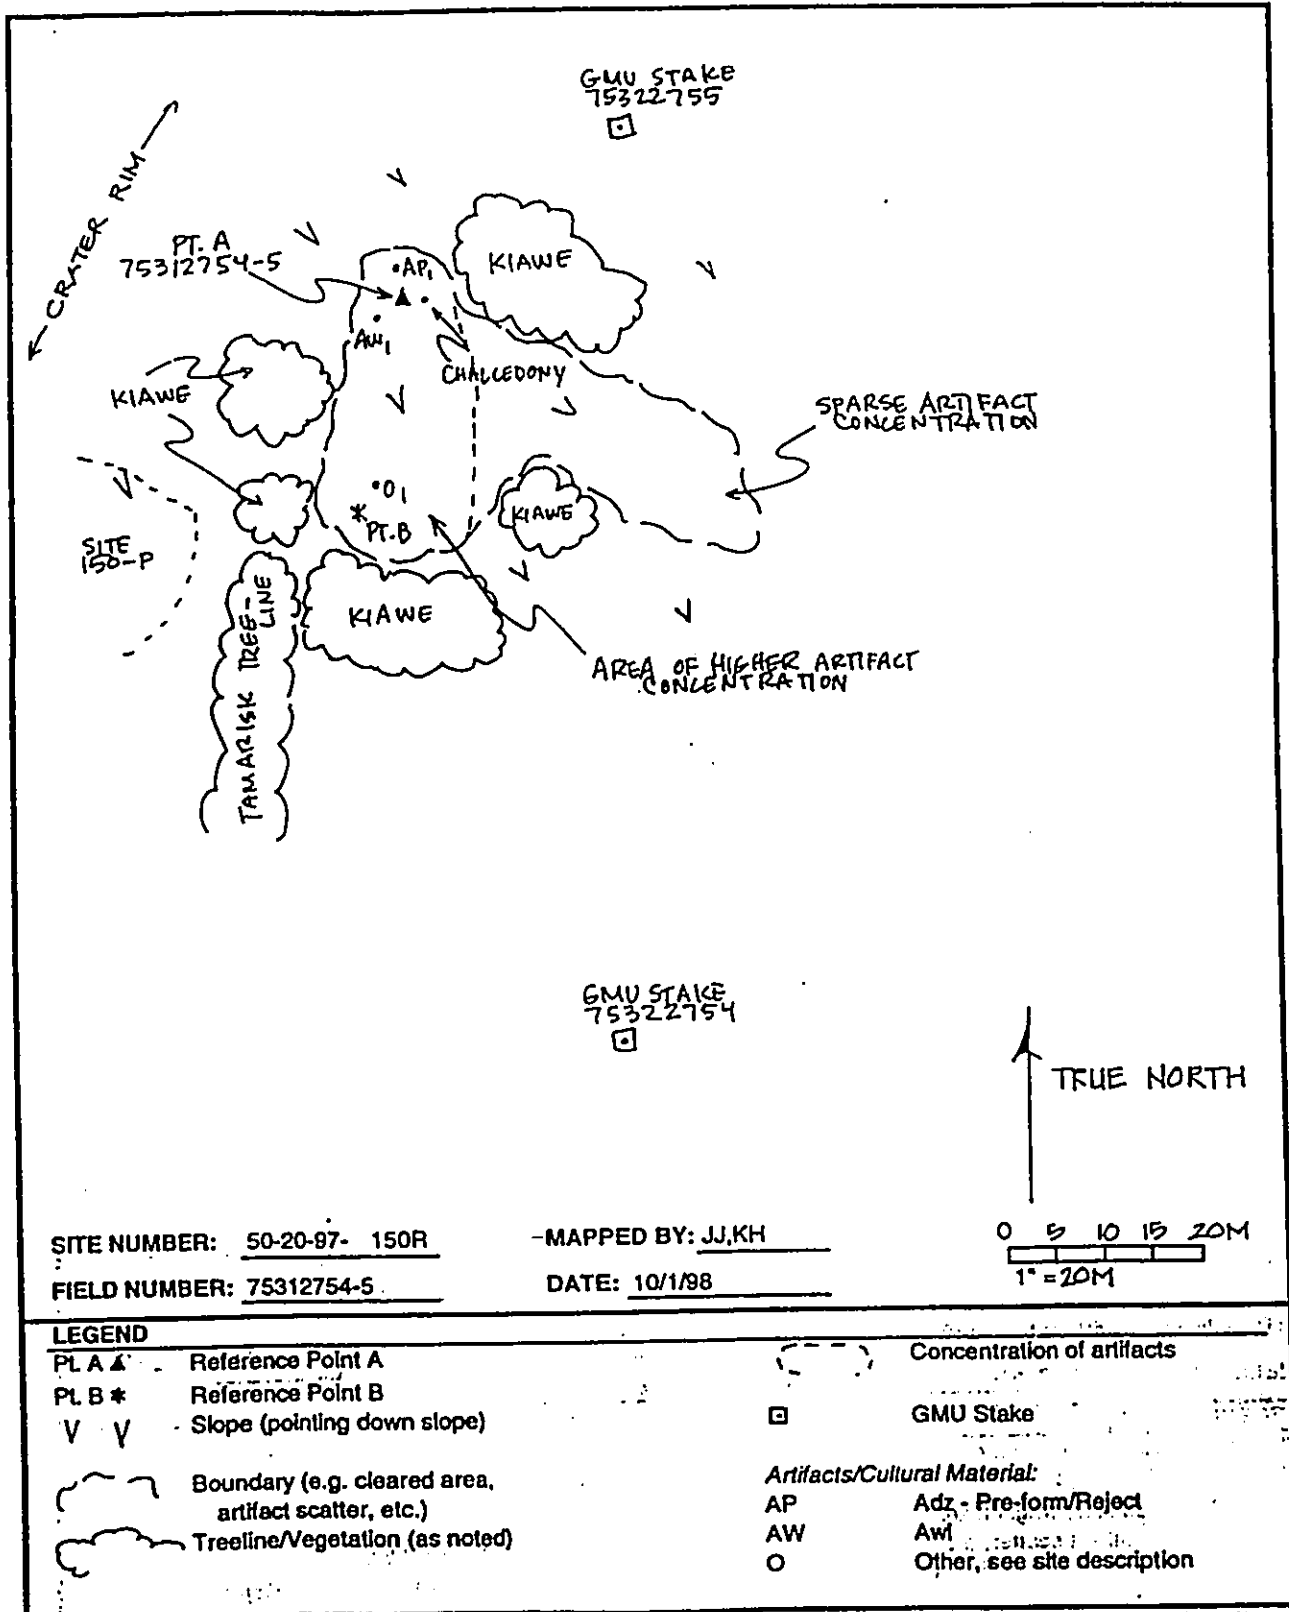 GMU STAKE
75322755
CRATER RIM
PT. A
75312754-5
KIAWE
AP1
AW1
CHALCEDONY
KIAWE
SPARSE ARTIFACT
CONCENTRATION
O1
PT. B
KIAWE
SITE
150-P
KIAWE
TAMARISK TREE-
LINE
AREA OF HIGHER ARTIFACT
CONCENTRATION
GMU STAKE
75322754
TRUE NORTH
SITE NUMBER: 50-20-97- 150R
-MAPPED BY: JJ,KH
0 5 10 15 20M
1" = 20M
FIELD NUMBER: 75312754-5
DATE: 10/1/98
LEGEND
Pt. A Reference Point A
Pt. B * Reference Point B
Slope (pointing down slope)
Boundary (e.g. cleared area,
artifact scatter, etc.)
Treeline/Vegetation (as noted)
Concentration of artifacts
GMU Stake
Artifacts/Cultural Material:
AP Adz - Pre-form/Reject
AW Awl
O Other, see site description